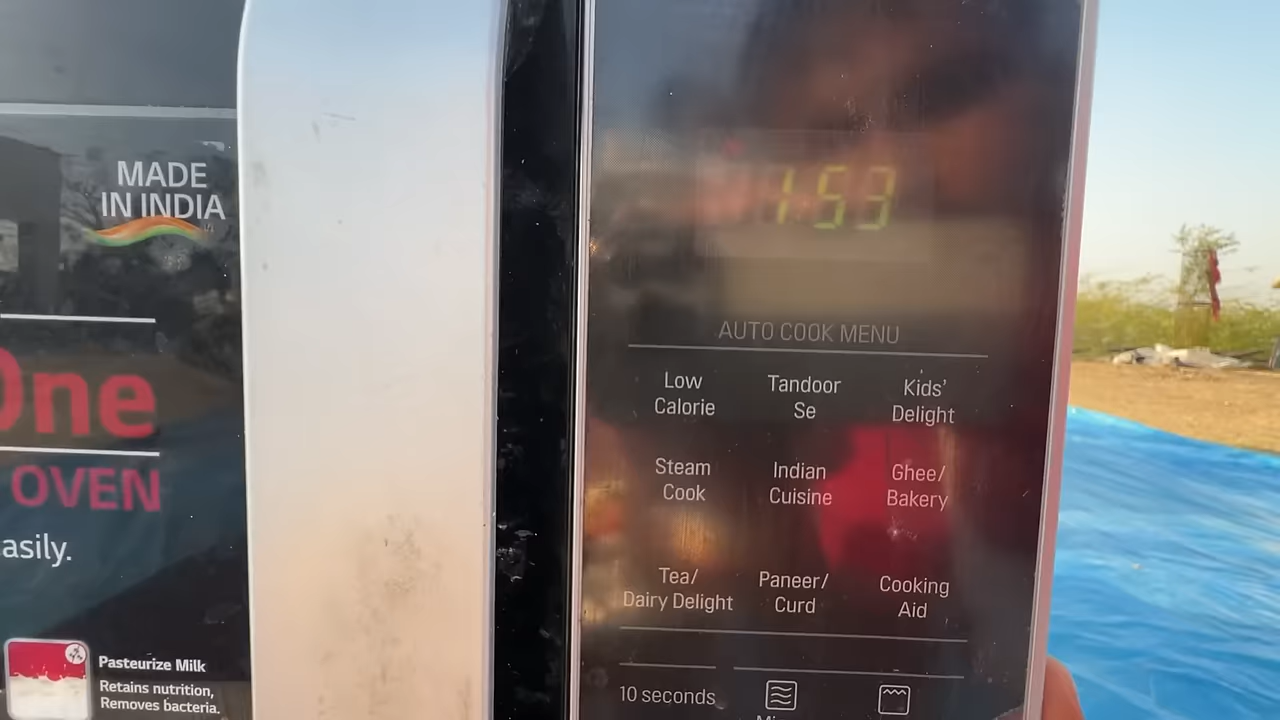 MADE
IN INDIA
One
OVEN
asily.
Pasteurize Milk
Retains nutrition,
Removes bacteria.
1:53
AUTO COOK MENU
Low
Calorie
Tandoor
Se
Kids'
Delight
Steam
Cook
Indian
Cuisine
Ghee/
Bakery
Tea/
Dairy Delight
Paneer/
Curd
Cooking
Aid
10 seconds